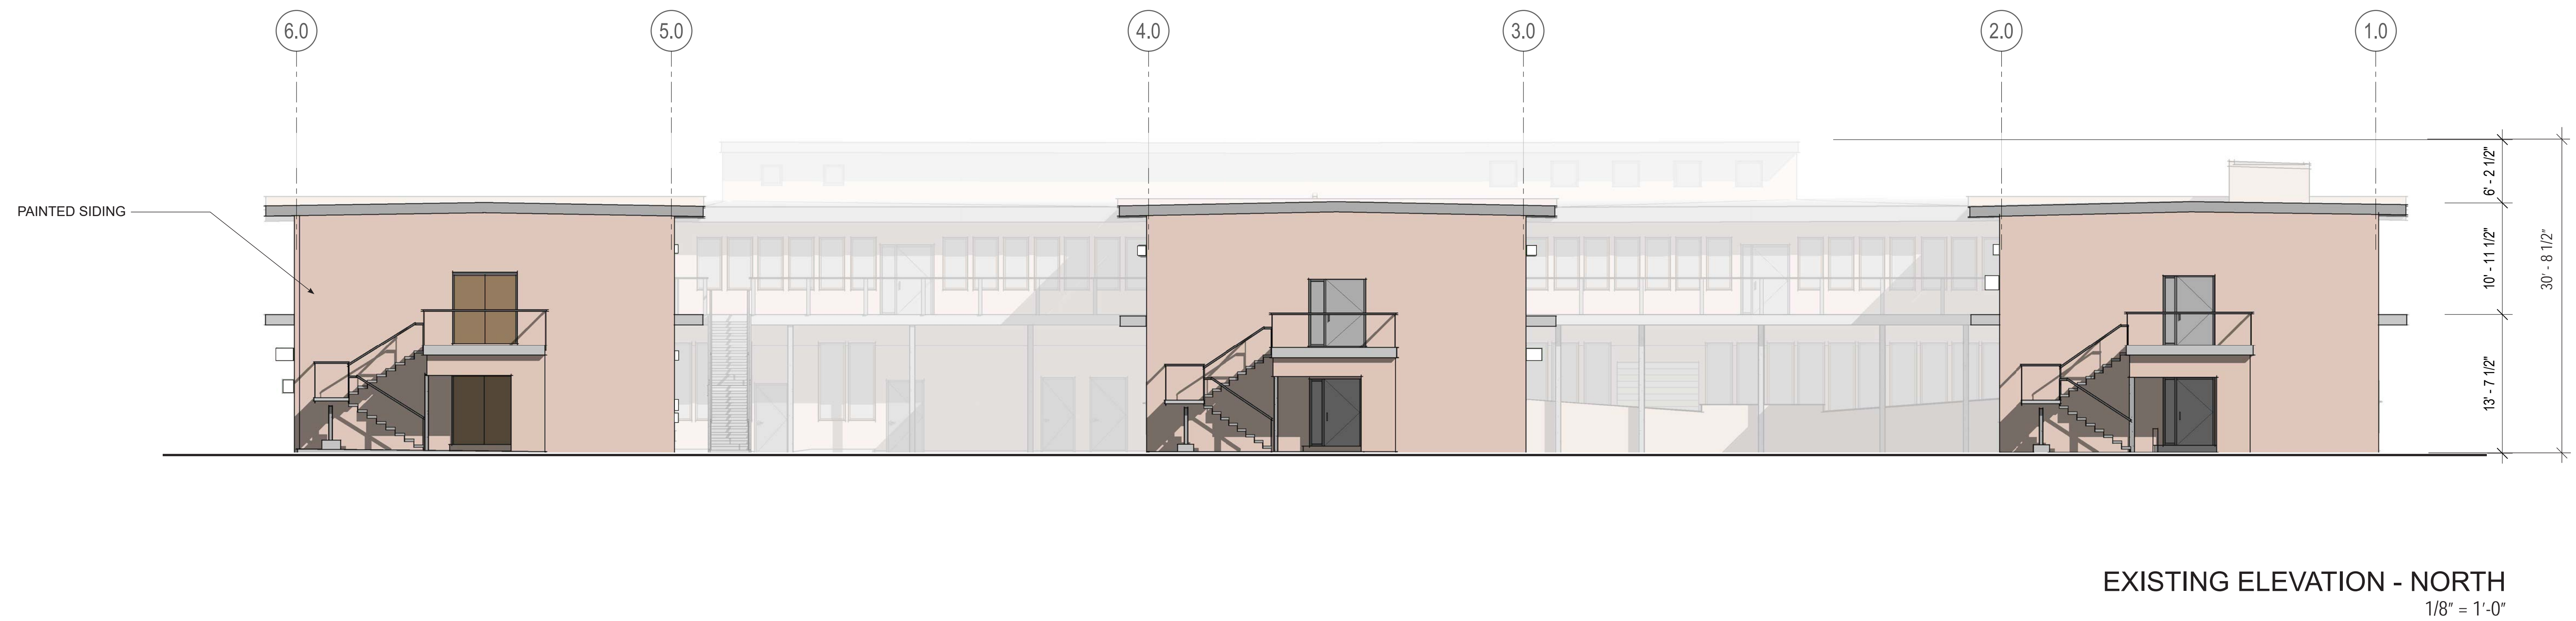 6.0 5.0 4.0 3.0 2.0 1.0
6' - 2 1/2"
PAINTED SIDING
10' - 11 1/2"
30' - 8 1/2"
13' - 7 1/2"
EXISTING ELEVATION - NORTH
1/8" = 1'-0"